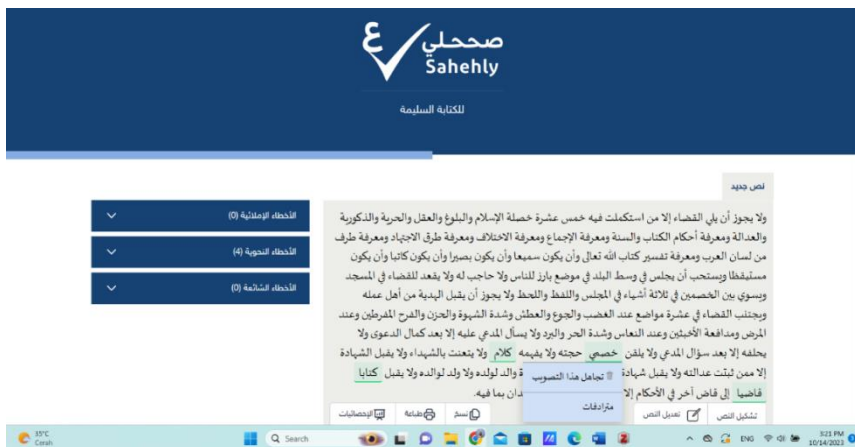 صححلي
Sahehly
للكتابة السليمة
نص جديد
ولا يجوز أن يلي القضاء إلا من استكملت فيه خمس عشرة خصلة الإسلام والبلوغ والعقل والحرية والذكورية
والعدالة ومعرفة أحكام الكتاب والسنة ومعرفة الإجماع ومعرفة الاختلاف ومعرفة طرق الاجتهاد ومعرفة طرف
من لسان العرب ومعرفة تفسير كتاب الله تعالى وأن يكون سميعا وأن يكون بصيرا وأن يكون كاتبا وأن يكون
مستيقظا ويستحب أن يجلس في وسط البلد في موضع بارز للناس ولا حاجب له ولا يقعد للقضاء في المسجد
ويسوي بين الخصمين في ثلاثة أشياء في المجلس واللفظ واللحظ ولا يجوز أن يقبل الهدية من أهل عمله
ويجتنب القضاء في عشرة مواضع عند الغضب والجوع والعطش وشدة الشهوة والحزن والفرح المفرطين وعند
المرض ومدافعة الأخبثين وعند النعاس وشدة الحر والبرد ولا يسأل المدعي عليه إلا بعد كمال الدعوى ولا
يحلفه إلا بعد سؤال المدعي ولا يلقن خصمي حجته ولا يفهمه كلام ولا يتعنت بالشهداء ولا يقبل الشهادة
إلا ممن ثبتت عدالته ولا يقبل شهادة والد لولده ولا ولد لوالده ولا يقبل كتابا
قاضيا إلى قاض آخر في الأحكام إلا دان بما فيه.
تجاهل هذا التصويب
مترادفات
تشكيل النص
تعديل النص
نسخ
طباعة
الإحصائيات
الأخطاء الإملائية (0)
الأخطاء النحوية (4)
الأخطاء الشائعة (0)
15°C
Search
ENG
3:21 PM
10/14/2023